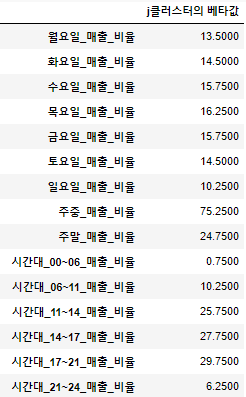 j클러스터의 베타값
월요일_매출_비율 13.5000
화요일_매출_비율 14.5000
수요일_매출_비율 15.7500
목요일_매출_비율 16.2500
금요일_매출_비율 15.7500
토요일_매출_비율 14.5000
일요일_매출_비율 10.2500
주중_매출_비율 75.2500
주말_매출_비율 24.7500
시간대_00~06_매출_비율 0.7500
시간대_06~11_매출_비율 10.2500
시간대_11~14_매출_비율 25.7500
시간대_14~17_매출_비율 27.7500
시간대_17~21_매출_비율 29.7500
시간대_21~24_매출_비율 6.2500